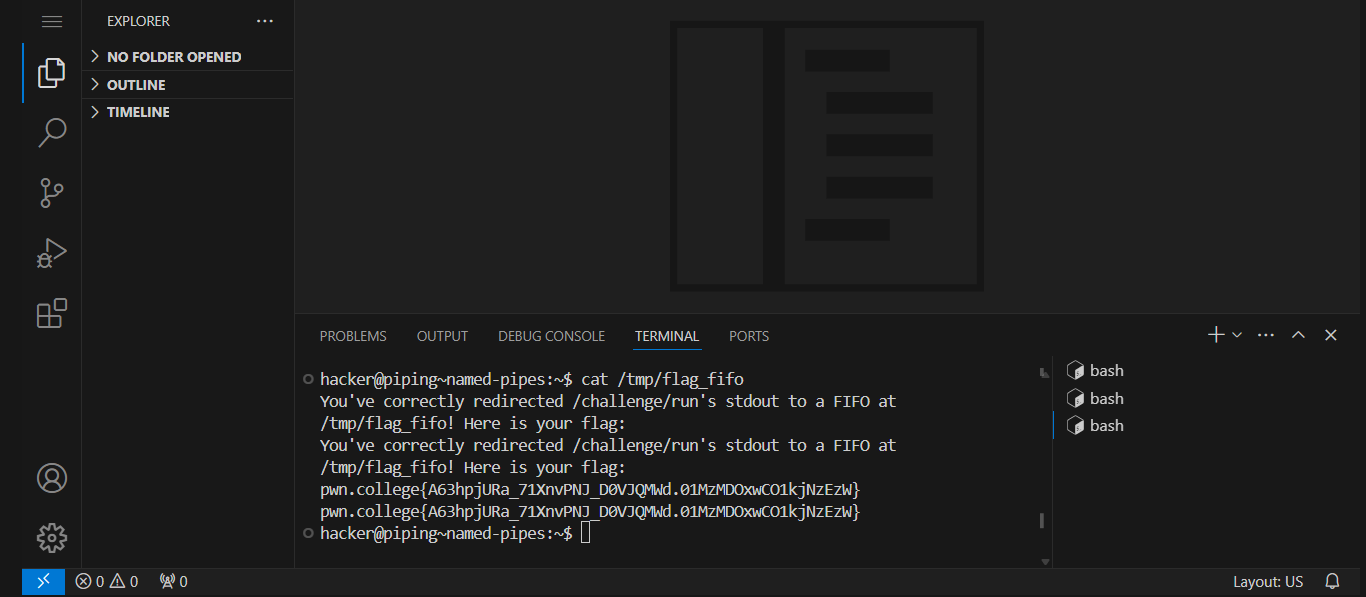 EXPLORER
NO FOLDER OPENED
OUTLINE
TIMELINE
PROBLEMS OUTPUT DEBUG CONSOLE TERMINAL PORTS
hacker@piping~named-pipes:~$ cat /tmp/flag_fifo
You've correctly redirected /challenge/run's stdout to a FIFO at
/tmp/flag_fifo! Here is your flag:
You've correctly redirected /challenge/run's stdout to a FIFO at
/tmp/flag_fifo! Here is your flag:
pwn.college{A63hpjURa_71XnvPNJ_D0VJQMWd.01MzMDOxwCO1kjNzEzW}
pwn.college{A63hpjURa_71XnvPNJ_D0VJQMWd.01MzMDOxwCO1kjNzEzW}
hacker@piping~named-pipes:~$
bash
bash
bash
0 0 0 Layout: US